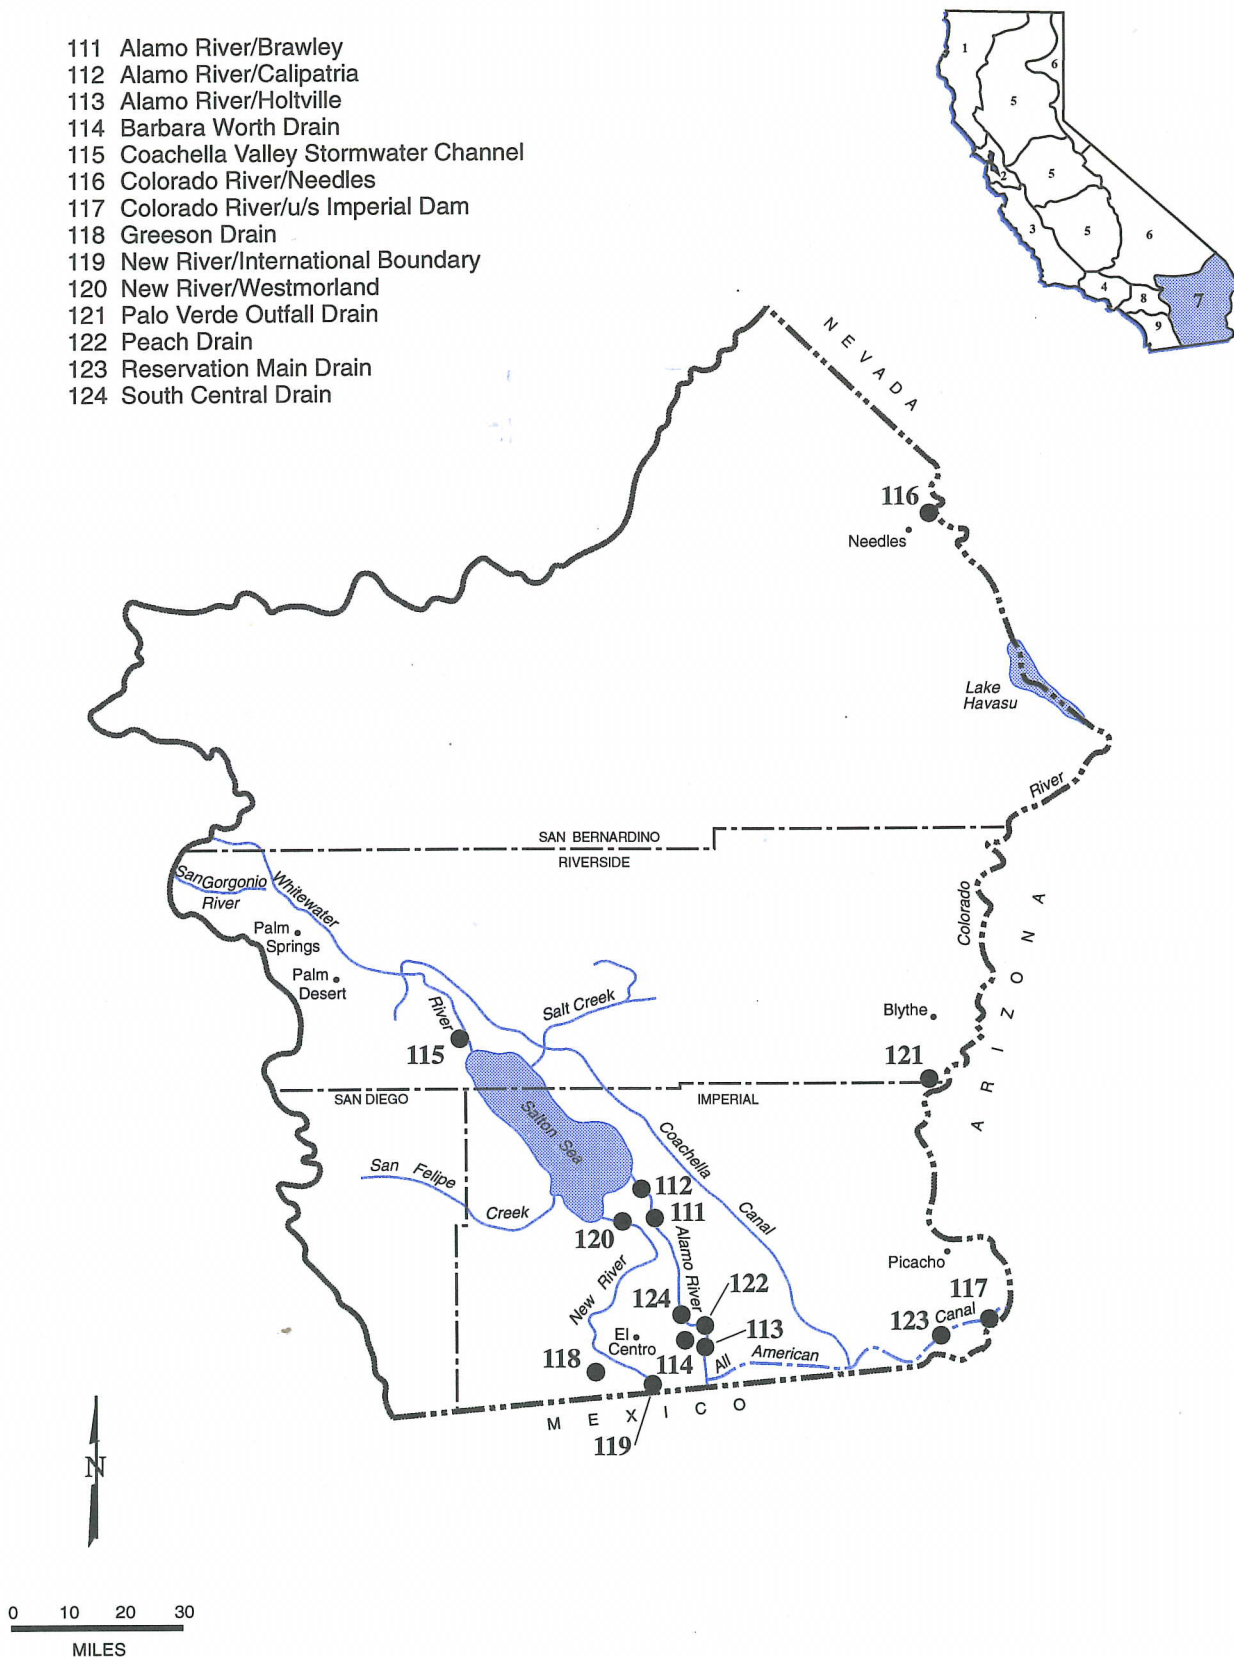 111 Alamo River/Brawley
112 Alamo River/Calipatria
113 Alamo River/Holtville
114 Barbara Worth Drain
115 Coachella Valley Stormwater Channel
116 Colorado River/Needles
117 Colorado River/u/s Imperial Dam
118 Greeson Drain
119 New River/International Boundary
120 New River/Westmorland
121 Palo Verde Outfall Drain
122 Peach Drain
123 Reservation Main Drain
124 South Central Drain
1
6
5
2
5
3
5
6
4
8
7
9
NEVADA
116
Needles
Lake
Havasu
River
SAN BERNARDINO
RIVERSIDE
San Gorgonio
River
Whitewater
Colorado
ARIZONA
Palm
Springs
Palm
Desert
River
Salt Creek
Blythe
115
121
SAN DIEGO
IMPERIAL
Salton Sea
Coachella
San Felipe
Creek
112
111
Canal
120
Alamo River
New River
Picacho
122
117
124
Canal
123
El
Centro
113
118
114
All American
MEXICO
119
N
0 10 20 30
MILES